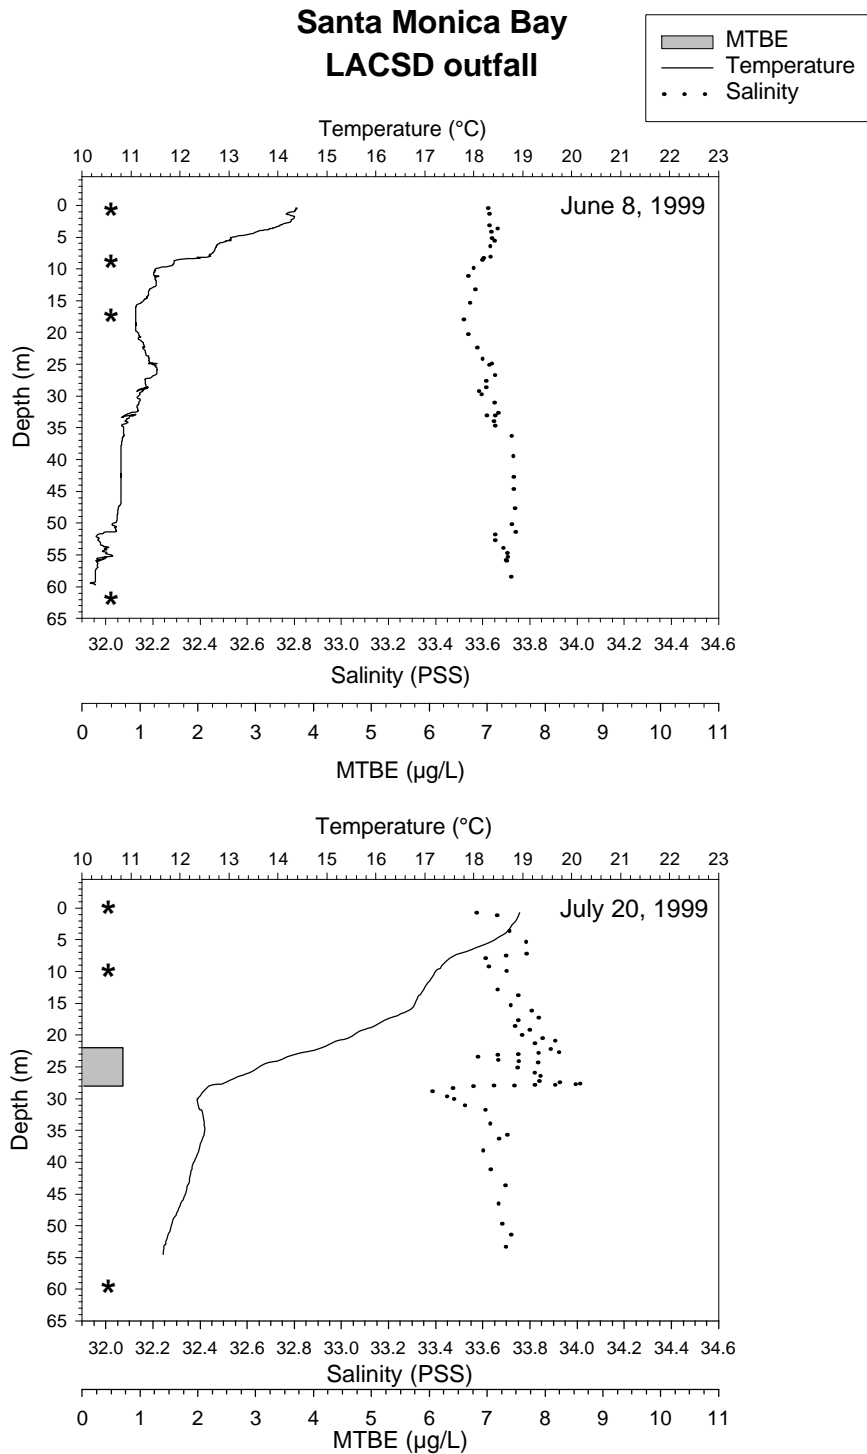 Santa Monica Bay
LACSD outfall
MTBE
Temperature
Salinity
Temperature (°C)
10 11 12 13 14 15 16 17 18 19 20 21 22 23
June 8, 1999
Depth (m)
0
5
10
15
20
25
30
35
40
45
50
55
60
65
* * * *
32.0 32.2 32.4 32.6 32.8 33.0 33.2 33.4 33.6 33.8 34.0 34.2 34.4 34.6
Salinity (PSS)
0 1 2 3 4 5 6 7 8 9 10 11
MTBE (µg/L)
Temperature (°C)
10 11 12 13 14 15 16 17 18 19 20 21 22 23
July 20, 1999
Depth (m)
0
5
10
15
20
25
30
35
40
45
50
55
60
65
* * *
32.0 32.2 32.4 32.6 32.8 33.0 33.2 33.4 33.6 33.8 34.0 34.2 34.4 34.6
Salinity (PSS)
0 1 2 3 4 5 6 7 8 9 10 11
MTBE (µg/L)